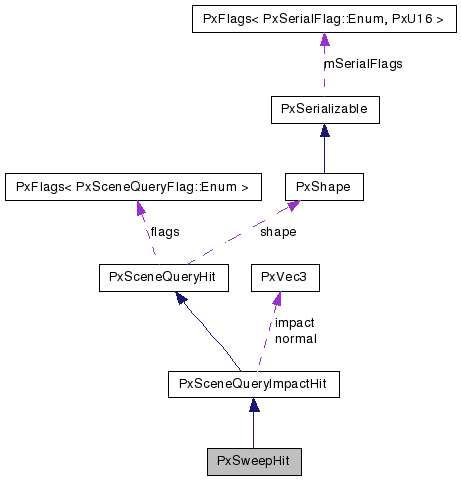 PxFlags< PxSerialFlag::Enum, PxU16 >
mSerialFlags
PxSerializable
PxFlags< PxSceneQueryFlag::Enum >
PxShape
flags
shape
PxSceneQueryHit
PxVec3
impact
normal
PxSceneQueryImpactHit
PxSweepHit